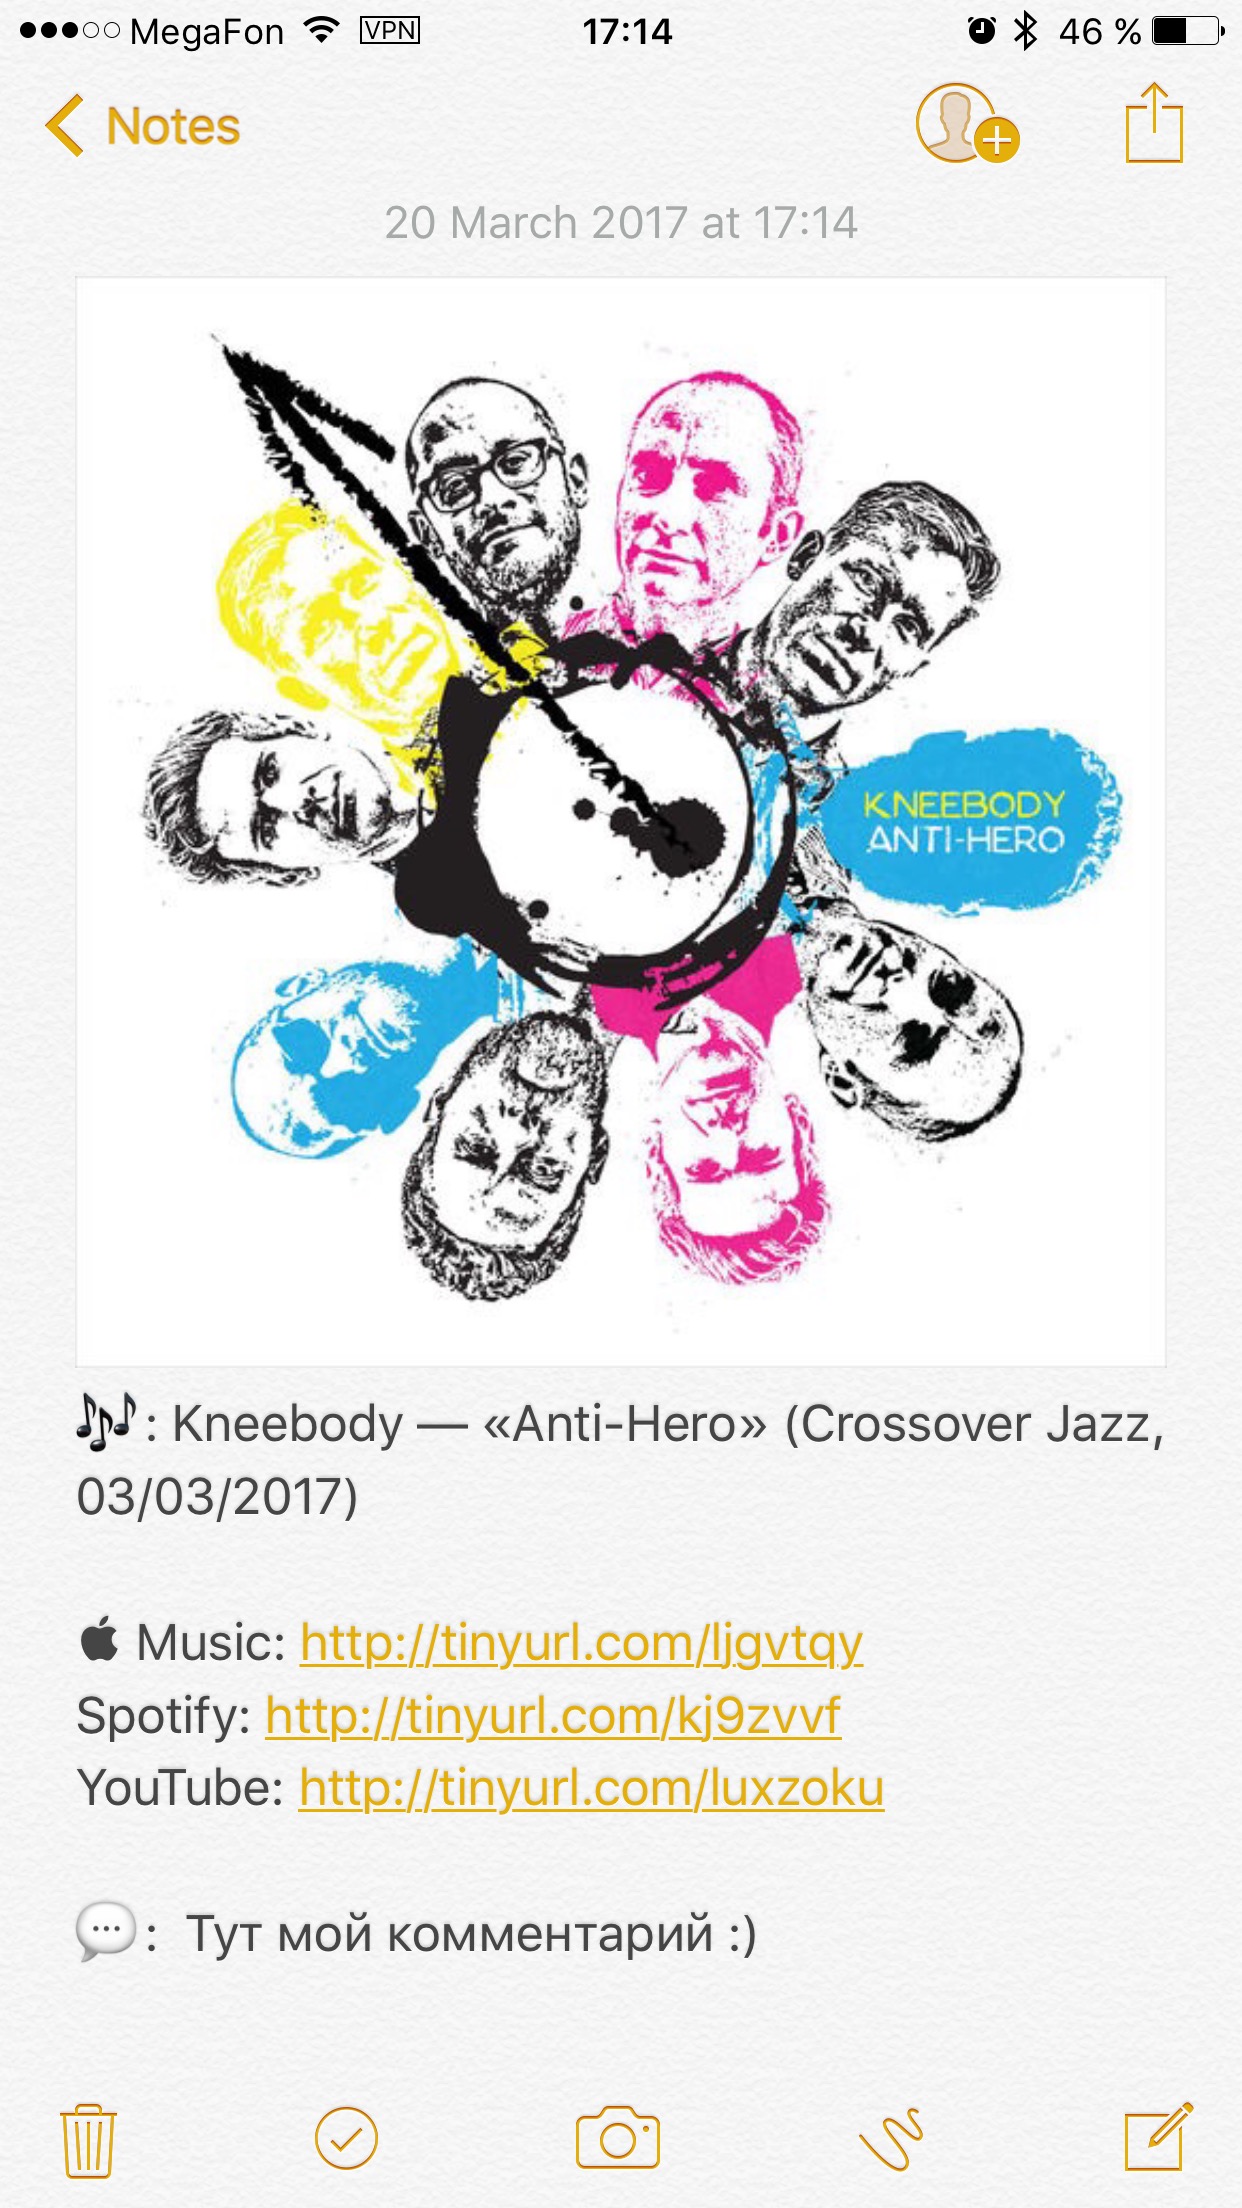 MegaFon VPN 17:14 46 %
Notes
20 March 2017 at 17:14
KNEEBODY
ANTI-HERO
🎶: Kneebody — «Anti-Hero» (Crossover Jazz,
03/03/2017)
 Music: http://tinyurl.com/ljgvtqy
Spotify: http://tinyurl.com/kj9zvvf
YouTube: http://tinyurl.com/luxzoku
💬: Тут мой комментарий :)